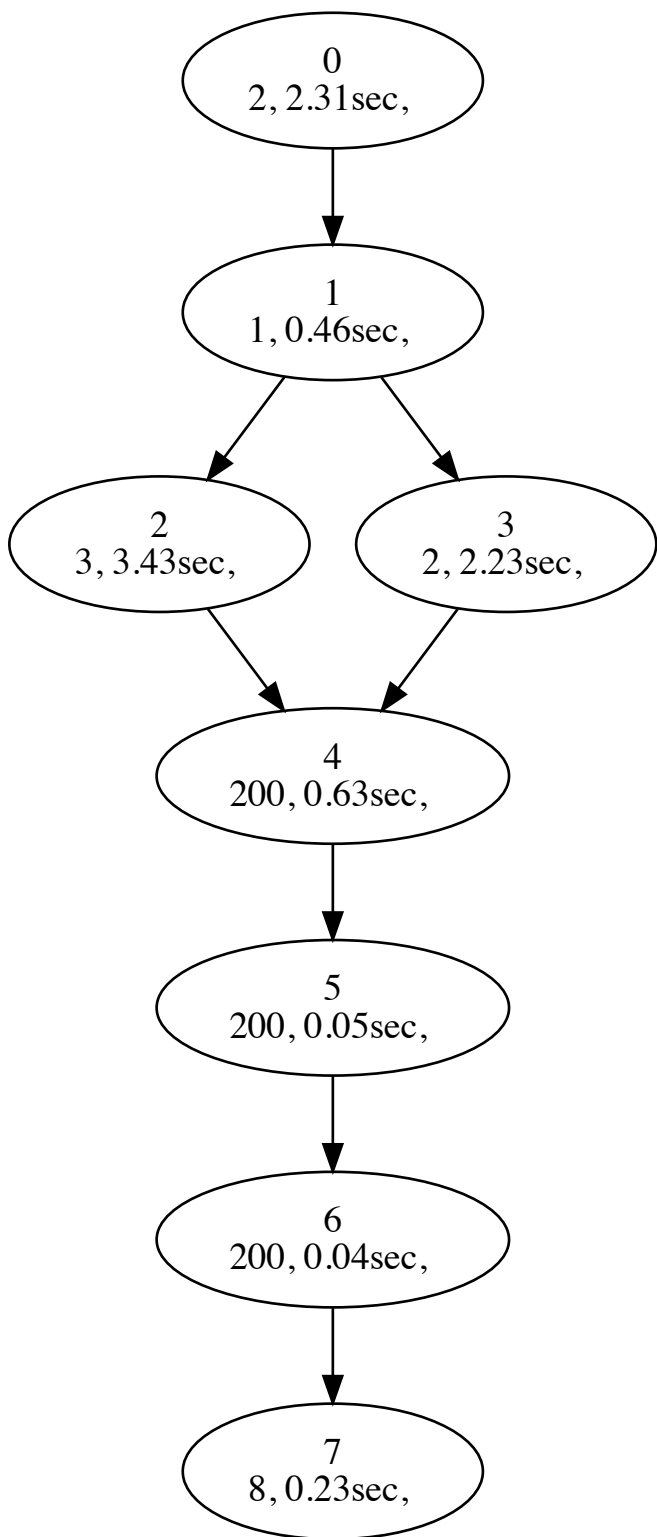 0
2, 2.31sec,
1
1, 0.46sec,
2
3, 3.43sec,
3
2, 2.23sec,
4
200, 0.63sec,
5
200, 0.05sec,
6
200, 0.04sec,
7
8, 0.23sec,